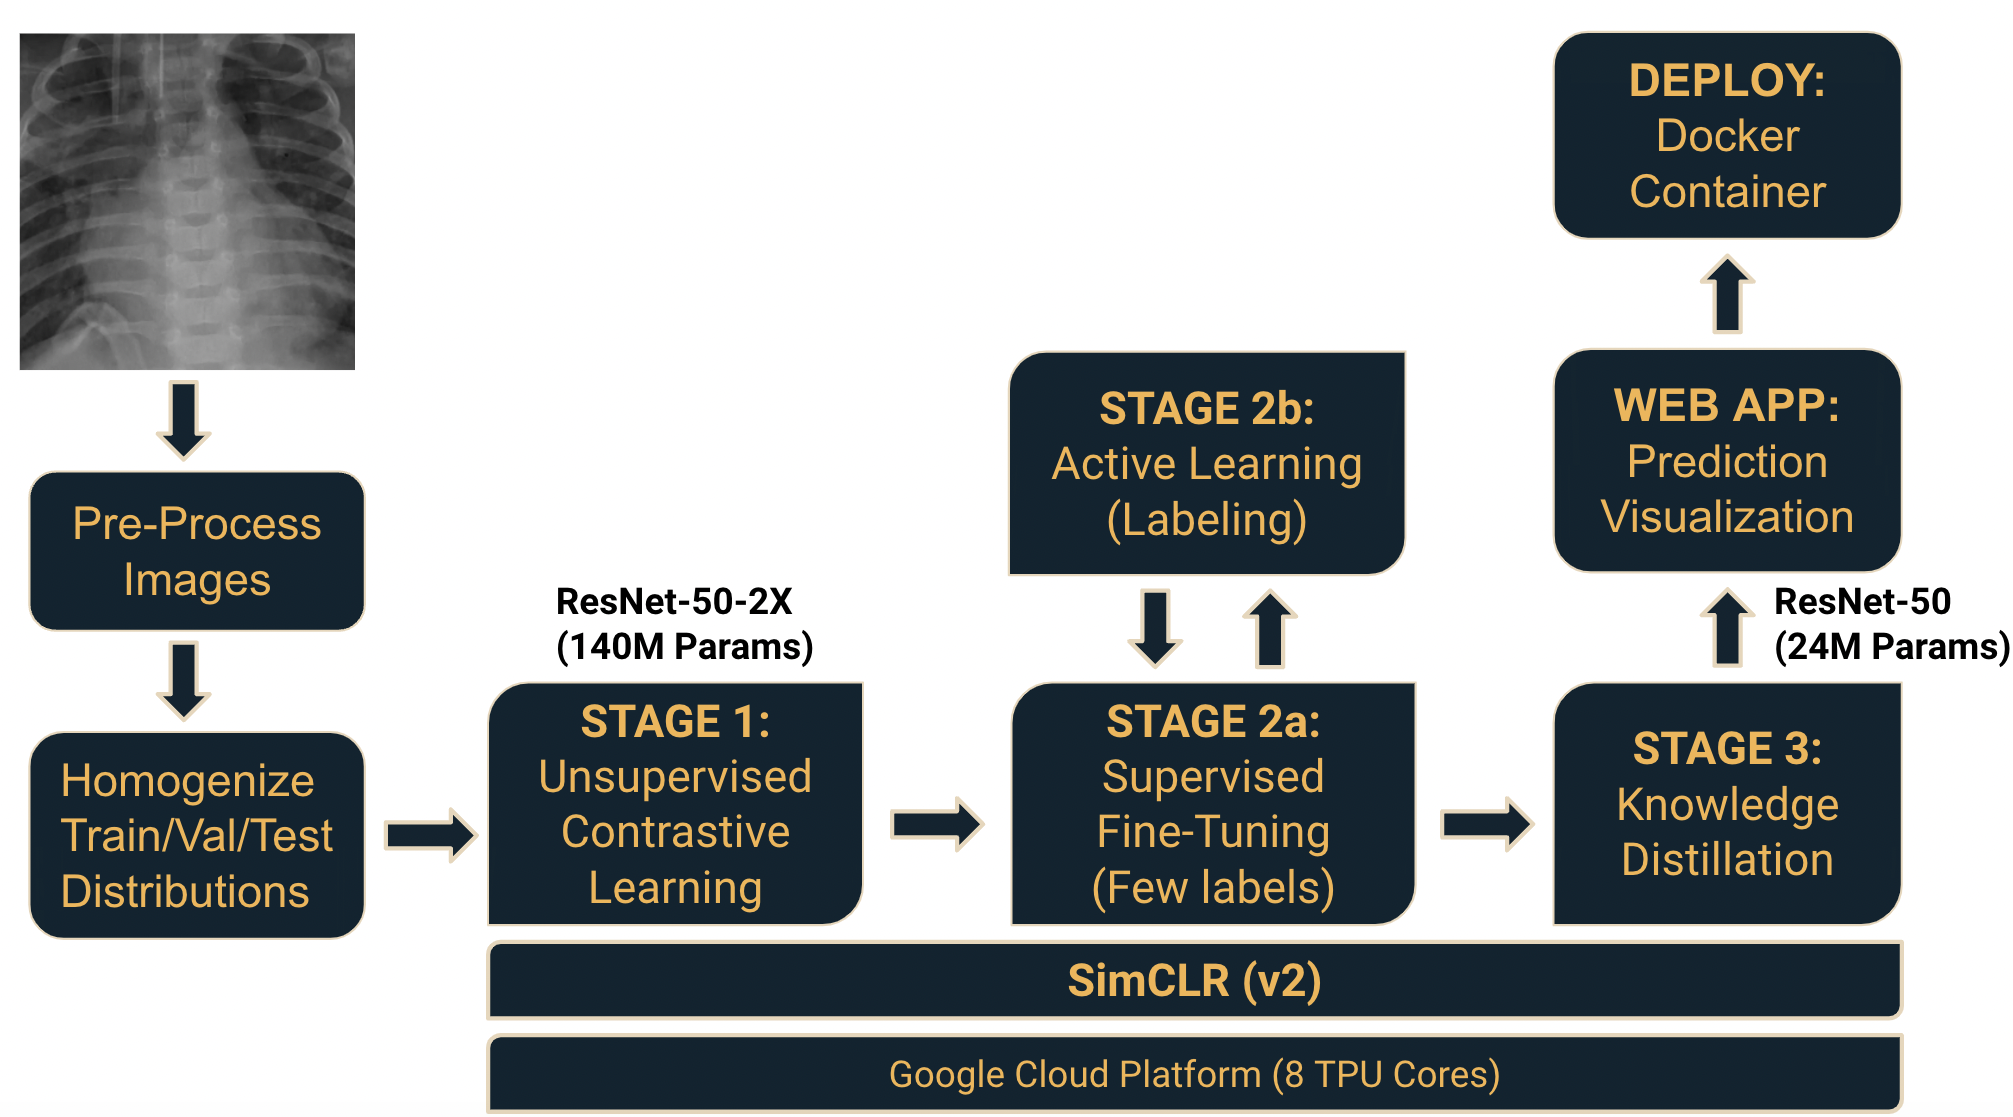 Pre-Process
Images
Homogenize
Train/Val/Test
Distributions
ResNet-50-2X
(140M Params)
STAGE 1:
Unsupervised
Contrastive
Learning
STAGE 2b:
Active Learning
(Labeling)
STAGE 2a:
Supervised
Fine-Tuning
(Few labels)
STAGE 3:
Knowledge
Distillation
ResNet-50
(24M Params)
WEB APP:
Prediction
Visualization
DEPLOY:
Docker
Container
SimCLR (v2)
Google Cloud Platform (8 TPU Cores)